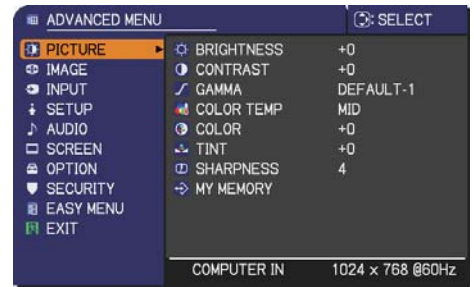 ADVANCED MENU : SELECT
PICTURE BRIGHTNESS +0
IMAGE CONTRAST +0
INPUT GAMMA DEFAULT-1
SETUP COLOR TEMP MID
AUDIO COLOR +0
SCREEN TINT +0
OPTION SHARPNESS 4
SECURITY MY MEMORY
EASY MENU
EXIT
COMPUTER IN 1024 x 768 @60Hz